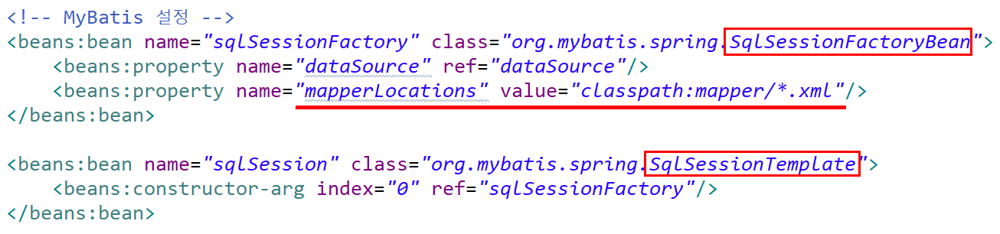 <!-- MyBatis 설정 -->
<beans:bean name="sqlSessionFactory" class="org.mybatis.spring.SqlSessionFactoryBean">
    <beans:property name="dataSource" ref="dataSource"/>
    <beans:property name="mapperLocations" value="classpath:mapper/*.xml"/>
</beans:bean>
<beans:bean name="sqlSession" class="org.mybatis.spring.SqlSessionTemplate">
    <beans:constructor-arg index="0" ref="sqlSessionFactory"/>
</beans:bean>